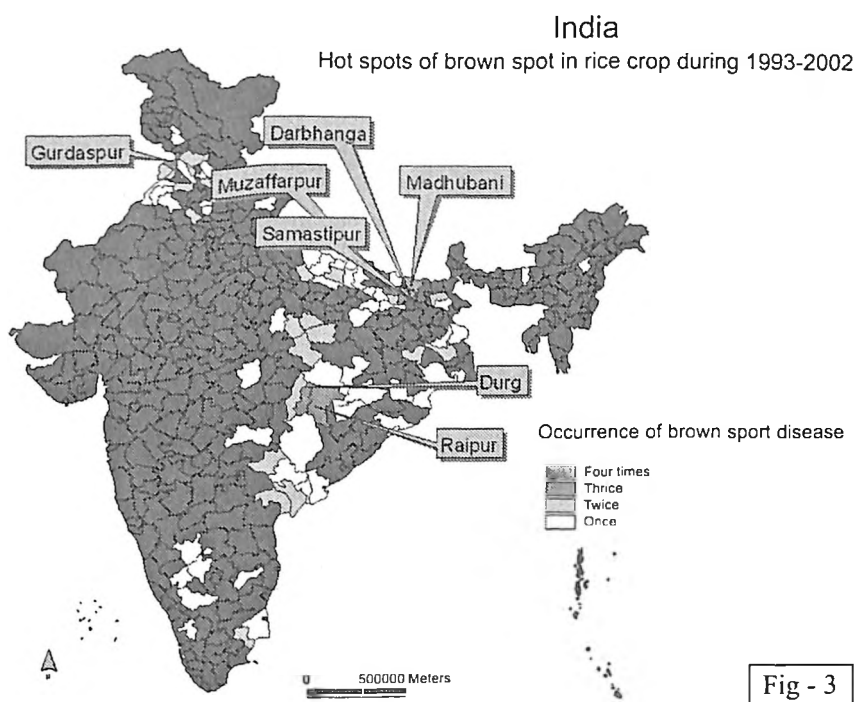 India
Hot spots of brown spot in rice crop during 1993-2002
Darbhanga
Gurdaspur
Muzaffarpur
Madhubani
Samastipur
Durg
Raipur
Occurrence of brown sport disease
Four times
Thrice
Twice
Once
0 500000 Meters
Fig - 3